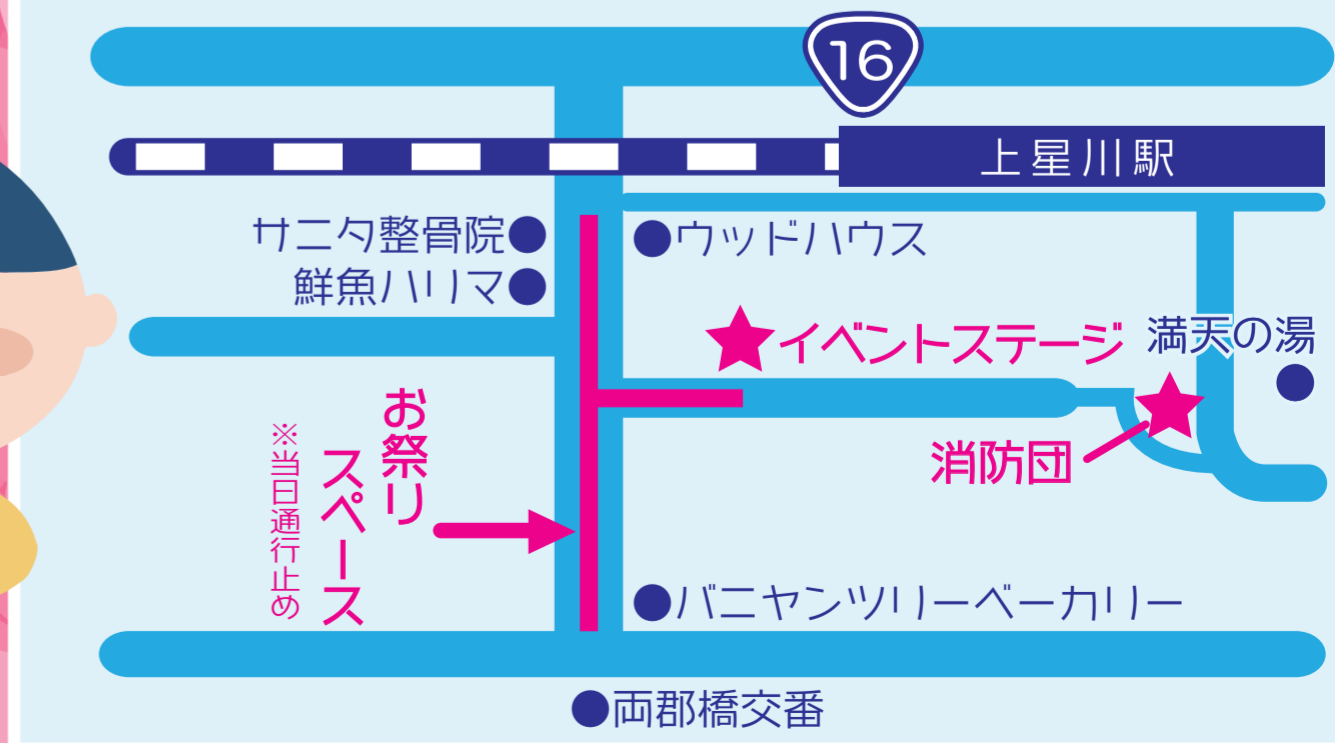 16
上星川駅
サニタ整骨院●
●ウッドハウス
鮮魚ハリマ●
★イベントステージ
満天の湯
●
お祭り
スペース
※当日通行止め
消防団
●バニヤンツリーベーカリー
●両郡橋交番